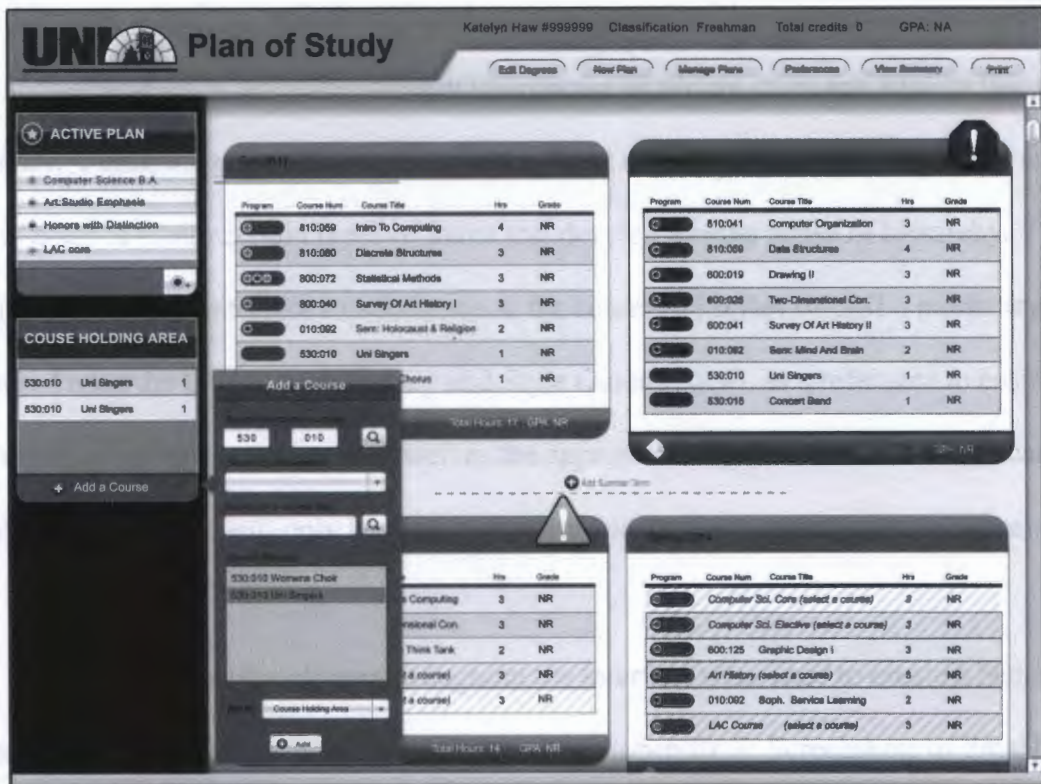 Katelyn Haw #999999 Classification Freshman Total credits 0 GPA: NA
UNI Plan of Study
Edit Degrees New Plan Manage Plans Preferences View Summary Print
ACTIVE PLAN
Computer Science B.A.
Art:Studio Emphasis
Honors with Distinction
LAC core
COUSE HOLDING AREA
530:010 Uni Singers 1
530:010 Uni Singers 1
+ Add a Course
Program Course Num Course Title Hrs Grade
810:059 Intro To Computing 4 NR
810:080 Discrete Structures 3 NR
800:072 Statistical Methods 3 NR
600:040 Survey Of Art History I 3 NR
010:092 Sem: Holocaust & Religion 2 NR
530:010 Uni Singers 1 NR
Chorus 1 NR
Total Hours: 17 GPA: NR
Program Course Num Course Title Hrs Grade
810:041 Computer Organization 3 NR
810:069 Data Structures 4 NR
600:019 Drawing II 3 NR
600:026 Two-Dimensional Con. 3 NR
600:041 Survey Of Art History II 3 NR
010:092 Sem: Mind And Brain 2 NR
530:010 Uni Singers 1 NR
530:018 Concert Band 1 NR
GPA: NR
Add a Course
530 010
530:010 Womens Choir
530:010 Uni Singers
Course Holding Area
Add
Add Summer Term
Hrs Grade
Computing 3 NR
Con. 3 NR
Think Tank 2 NR
a course) 3 NR
a course) 3 NR
Total Hours: 14 GPA: NR
Program Course Num Course Title Hrs Grade
Computer Sci. Core (select a course) 3 NR
Computer Sci. Elective (select a course) 3 NR
600:125 Graphic Design I 3 NR
Art History (select a course) NR
010:092 Soph. Service Learning 2 NR
LAC Course (select a course) 3 NR